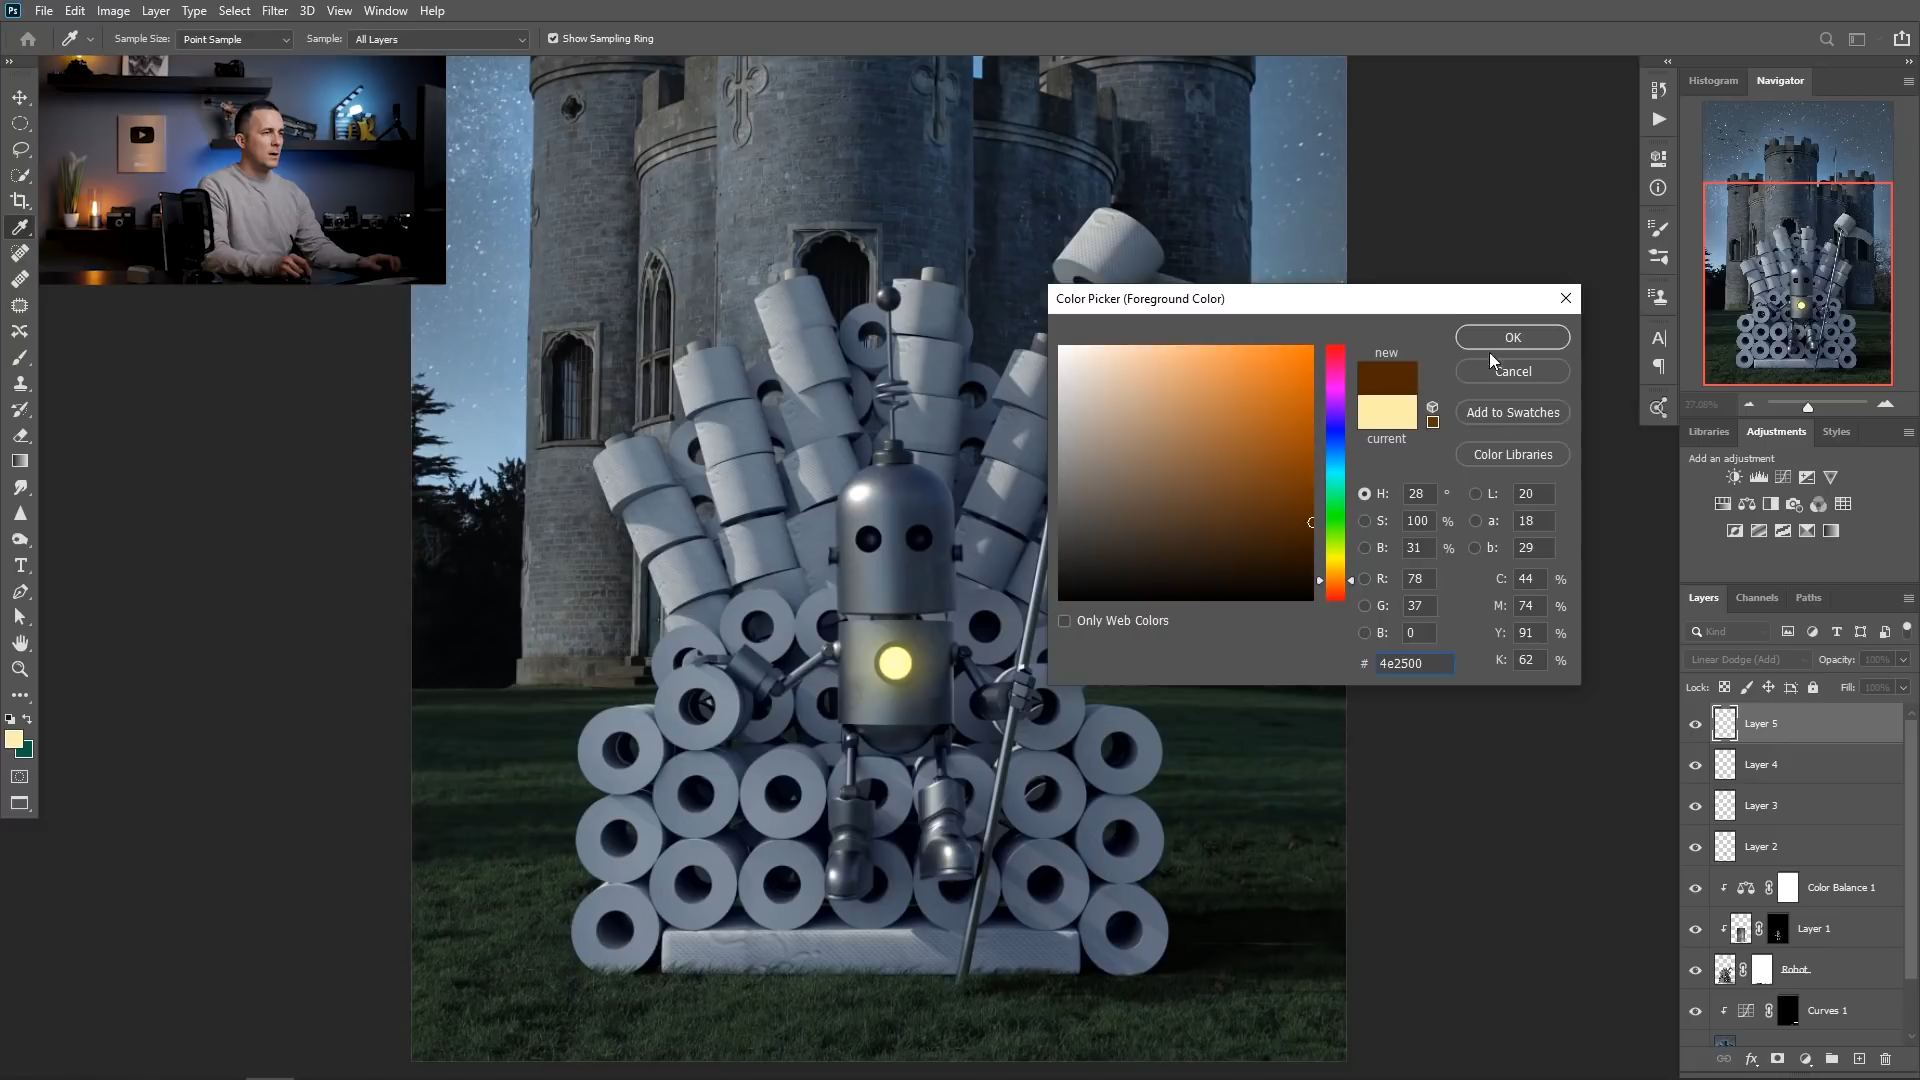 Ps File Edit Image Layer Type Select Filter 3D View Window Help
Sample Size: Point Sample Sample: All Layers Show Sampling Ring
Histogram Navigator
27.08%
Libraries Adjustments Styles
Add an adjustment
Layers Channels Paths
Kind
Linear Dodge (Add) Opacity: 100%
Lock: Fill: 100%
Layer 5
Layer 4
Layer 3
Layer 2
Color Balance 1
Layer 1
Robot
Curves 1
fx
Color Picker (Foreground Color)
new
current
OK
Cancel
Add to Swatches
Color Libraries
H: 28 ° L: 20
S: 100 % a: 18
B: 31 % b: 29
R: 78 C: 44 %
G: 37 M: 74 %
B: 0 Y: 91 %
# 4e2500 K: 62 %
Only Web Colors